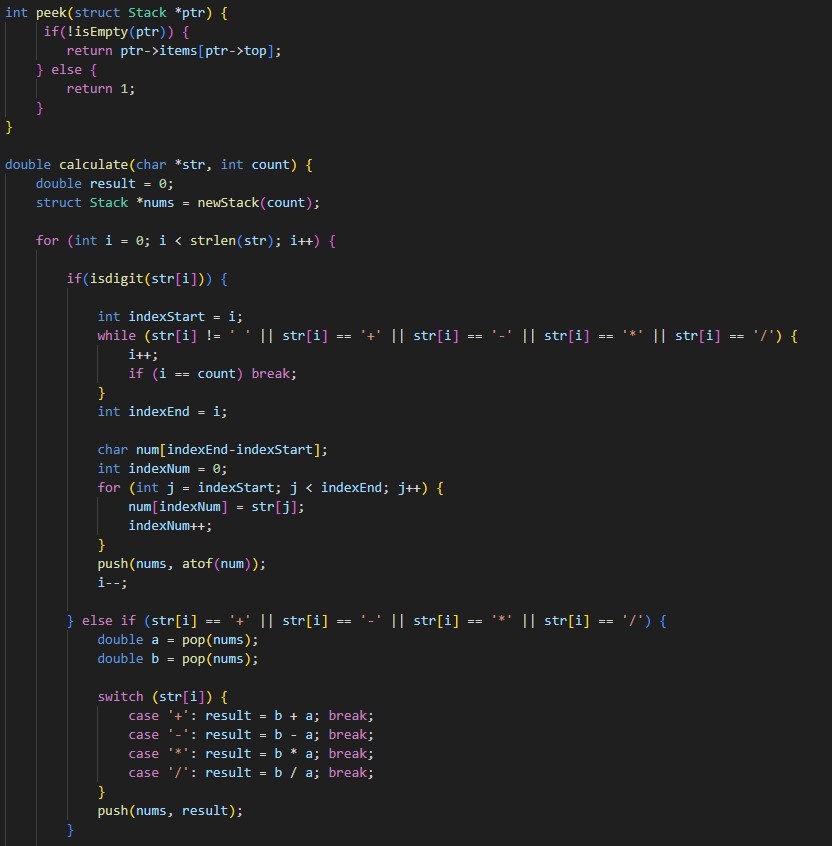 int peek(struct Stack *ptr) {
     if(!isEmpty(ptr)) {
        return ptr->items[ptr->top];
    } else {
        return 1;
    }
}

double calculate(char *str, int count) {
    double result = 0;
    struct Stack *nums = newStack(count);

    for (int i = 0; i < strlen(str); i++) {

        if(isdigit(str[i])) {

            int indexStart = i;
            while (str[i] != ' ' || str[i] == '+' || str[i] == '-' || str[i] == '*' || str[i] == '/') {
                i++;
                if (i == count) break;
            }
            int indexEnd = i;

            char num[indexEnd-indexStart];
            int indexNum = 0;
            for (int j = indexStart; j < indexEnd; j++) {
                num[indexNum] = str[j];
                indexNum++;
            }
            push(nums, atof(num));
            i--;

        } else if (str[i] == '+' || str[i] == '-' || str[i] == '*' || str[i] == '/') {
            double a = pop(nums);
            double b = pop(nums);

            switch (str[i]) {
                case '+': result = b + a; break;
                case '-': result = b - a; break;
                case '*': result = b * a; break;
                case '/': result = b / a; break;
            }
            push(nums, result);
        }